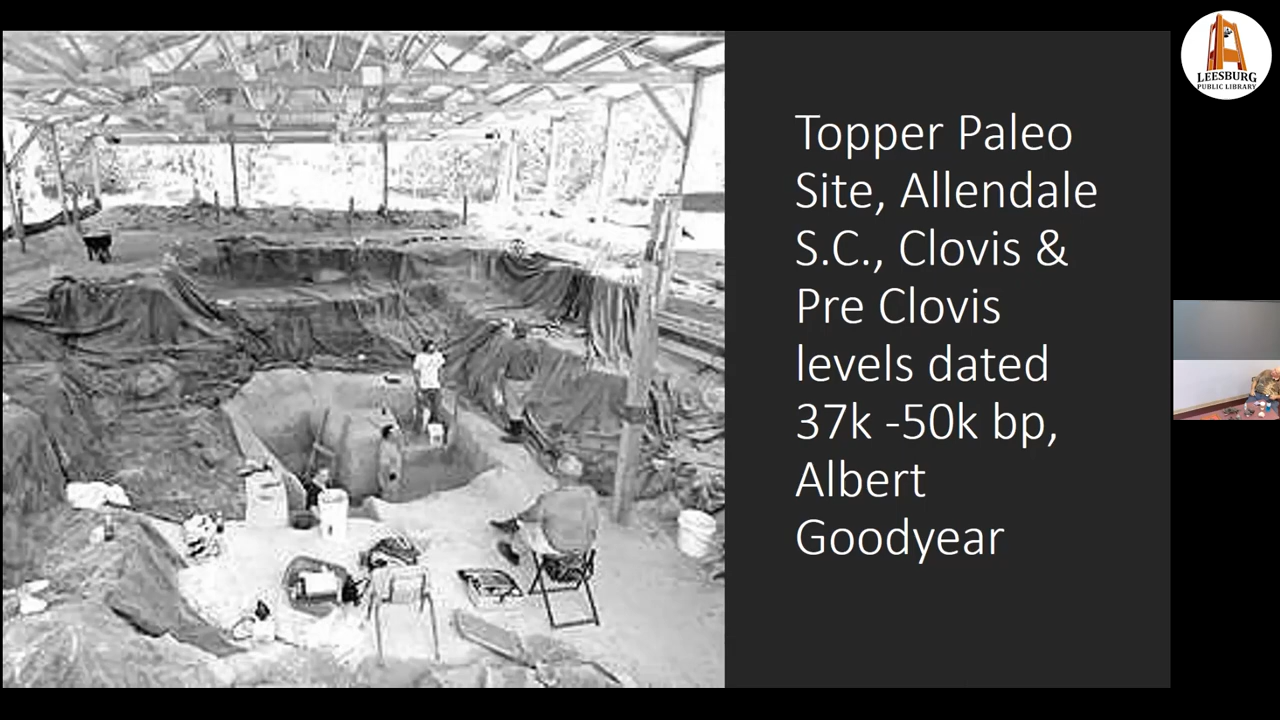 Topper Paleo
Site, Allendale
S.C., Clovis &
Pre Clovis
levels dated
37k -50k bp,
Albert
Goodyear
LEESBURG
PUBLIC LIBRARY